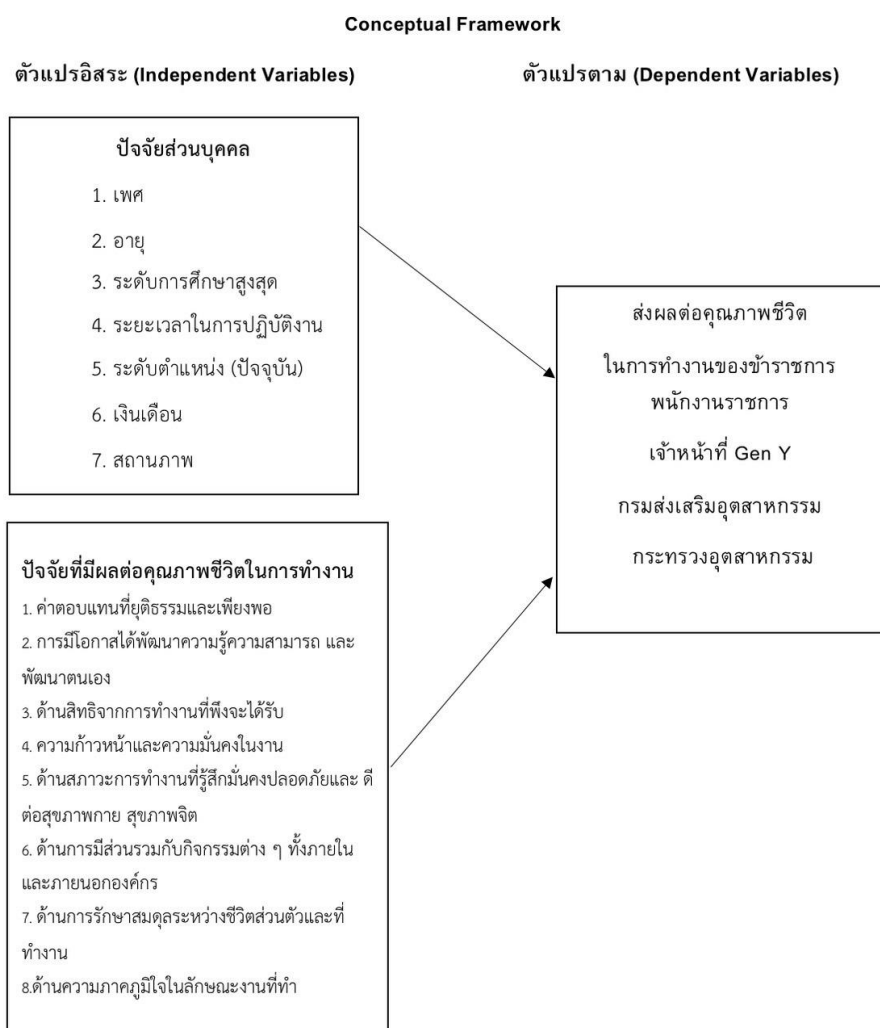 Conceptual Framework
ตัวแปรอิสระ (Independent Variables)
ตัวแปรตาม (Dependent Variables)
ปัจจัยส่วนบุคคล
1. เพศ
2. อายุ
3. ระดับการศึกษาสูงสุด
4. ระยะเวลาในการปฏิบัติงาน
5. ระดับตำแหน่ง (ปัจจุบัน)
6. เงินเดือน
7. สถานภาพ
ปัจจัยที่มีผลต่อคุณภาพชีวิตในการทำงาน
1. ค่าตอบแทนที่ยุติธรรมและเพียงพอ
2. การมีโอกาสได้พัฒนาความรู้ความสามารถ และ
พัฒนาตนเอง
3. ด้านสิทธิจากการทำงานที่พึงจะได้รับ
4. ความก้าวหน้าและความมั่นคงในงาน
5. ด้านสภาวะการทำงานที่รู้สึกมั่นคงปลอดภัยและ ดี
ต่อสุขภาพกาย สุขภาพจิต
6. ด้านการมีส่วนรวมกับกิจกรรมต่าง ๆ ทั้งภายใน
และภายนอกองค์กร
7. ด้านการรักษาสมดุลระหว่างชีวิตส่วนตัวและที่
ทำงาน
8.ด้านความภาคภูมิใจในลักษณะงานที่ทำ
ส่งผลต่อคุณภาพชีวิต
ในการทำงานของข้าราชการ
พนักงานราชการ
เจ้าหน้าที่ Gen Y
กรมส่งเสริมอุตสาหกรรม
กระทรวงอุตสาหกรรม